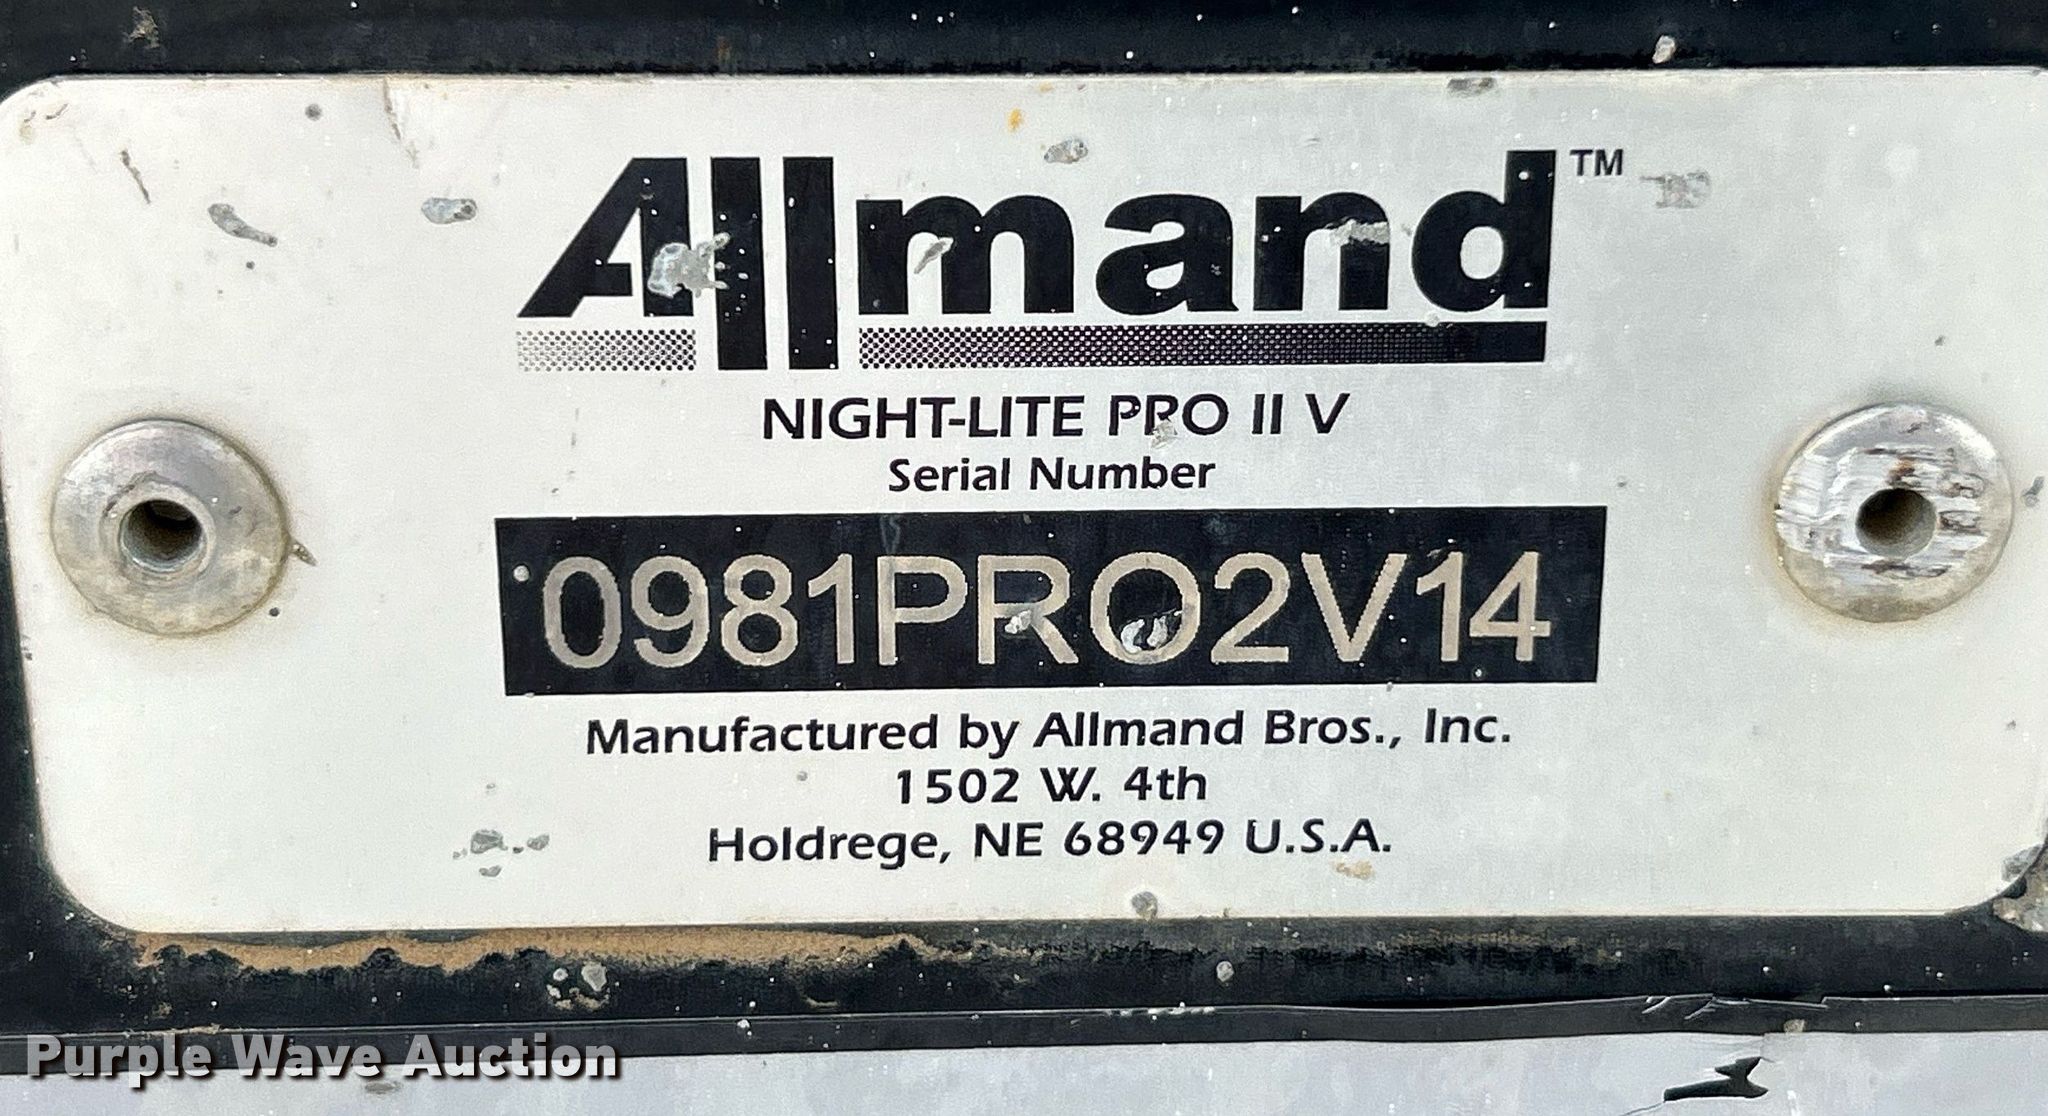 Allmand™
NIGHT-LITE PRO II V
Serial Number
0981PRO2V14
Manufactured by Allmand Bros., Inc.
1502 W. 4th
Holdrege, NE 68949 U.S.A.
Purple Wave Auction